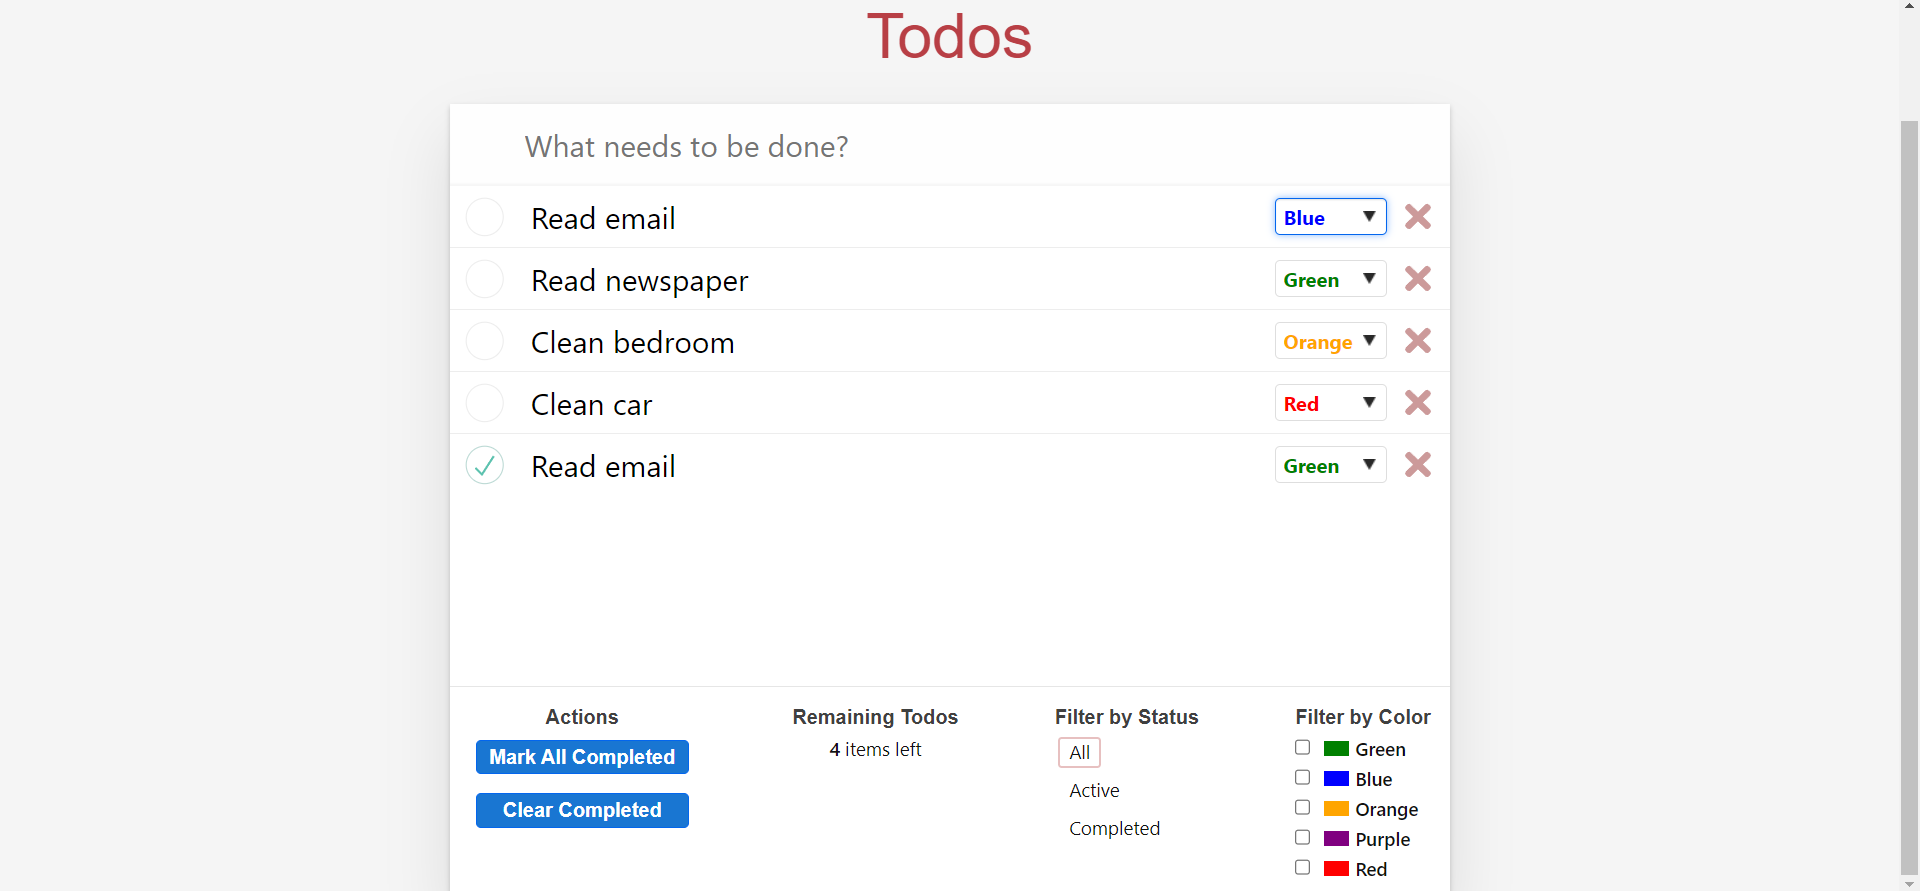 Todos
What needs to be done?
Read email Blue
Read newspaper Green
Clean bedroom Orange
Clean car Red
Read email Green
Actions
Mark All Completed
Clear Completed
Remaining Todos
4 items left
Filter by Status
All
Active
Completed
Filter by Color
Green
Blue
Orange
Purple
Red